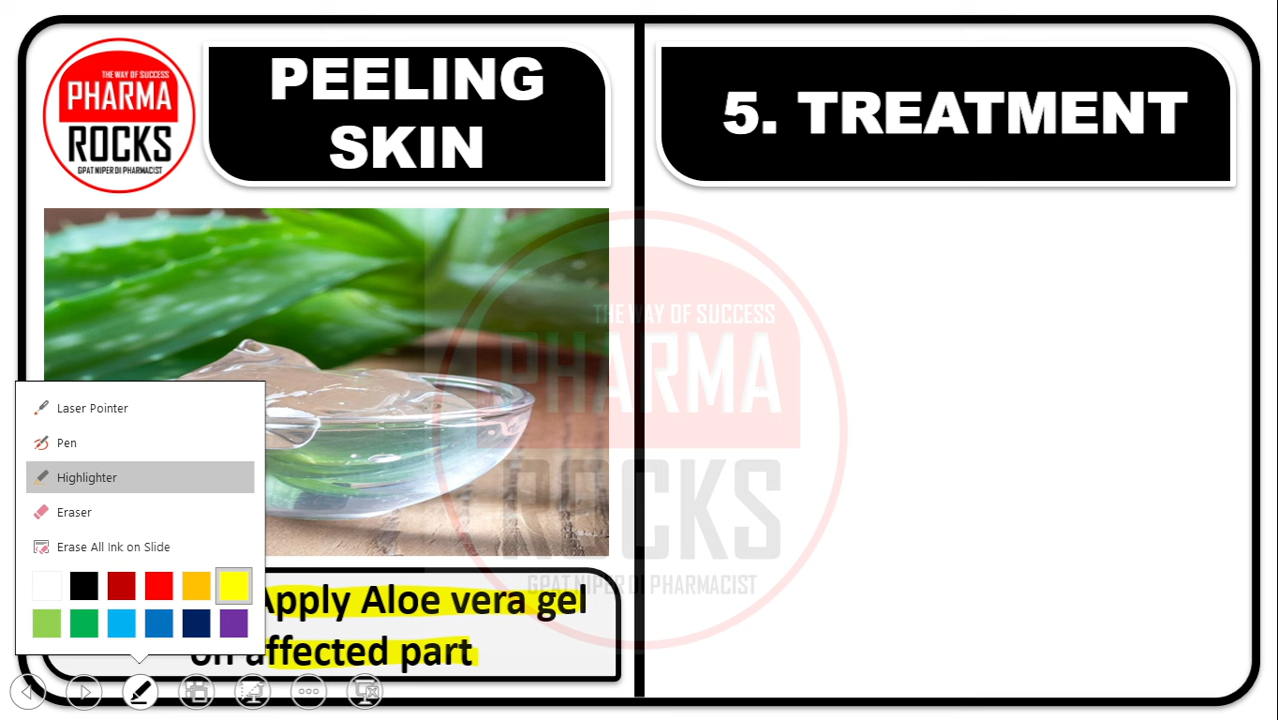 THE WAY OF SUCCESS
PHARMA
ROCKS
GPAT NIPER DI PHARMACIST
PEELING
SKIN
5. TREATMENT
THE WAY OF SUCCESS
PHARMA
ROCKS
GPAT NIPER DI PHARMACIST
Laser Pointer
Pen
Highlighter
Eraser
Erase All Ink on Slide
Apply Aloe vera gel
on affected part